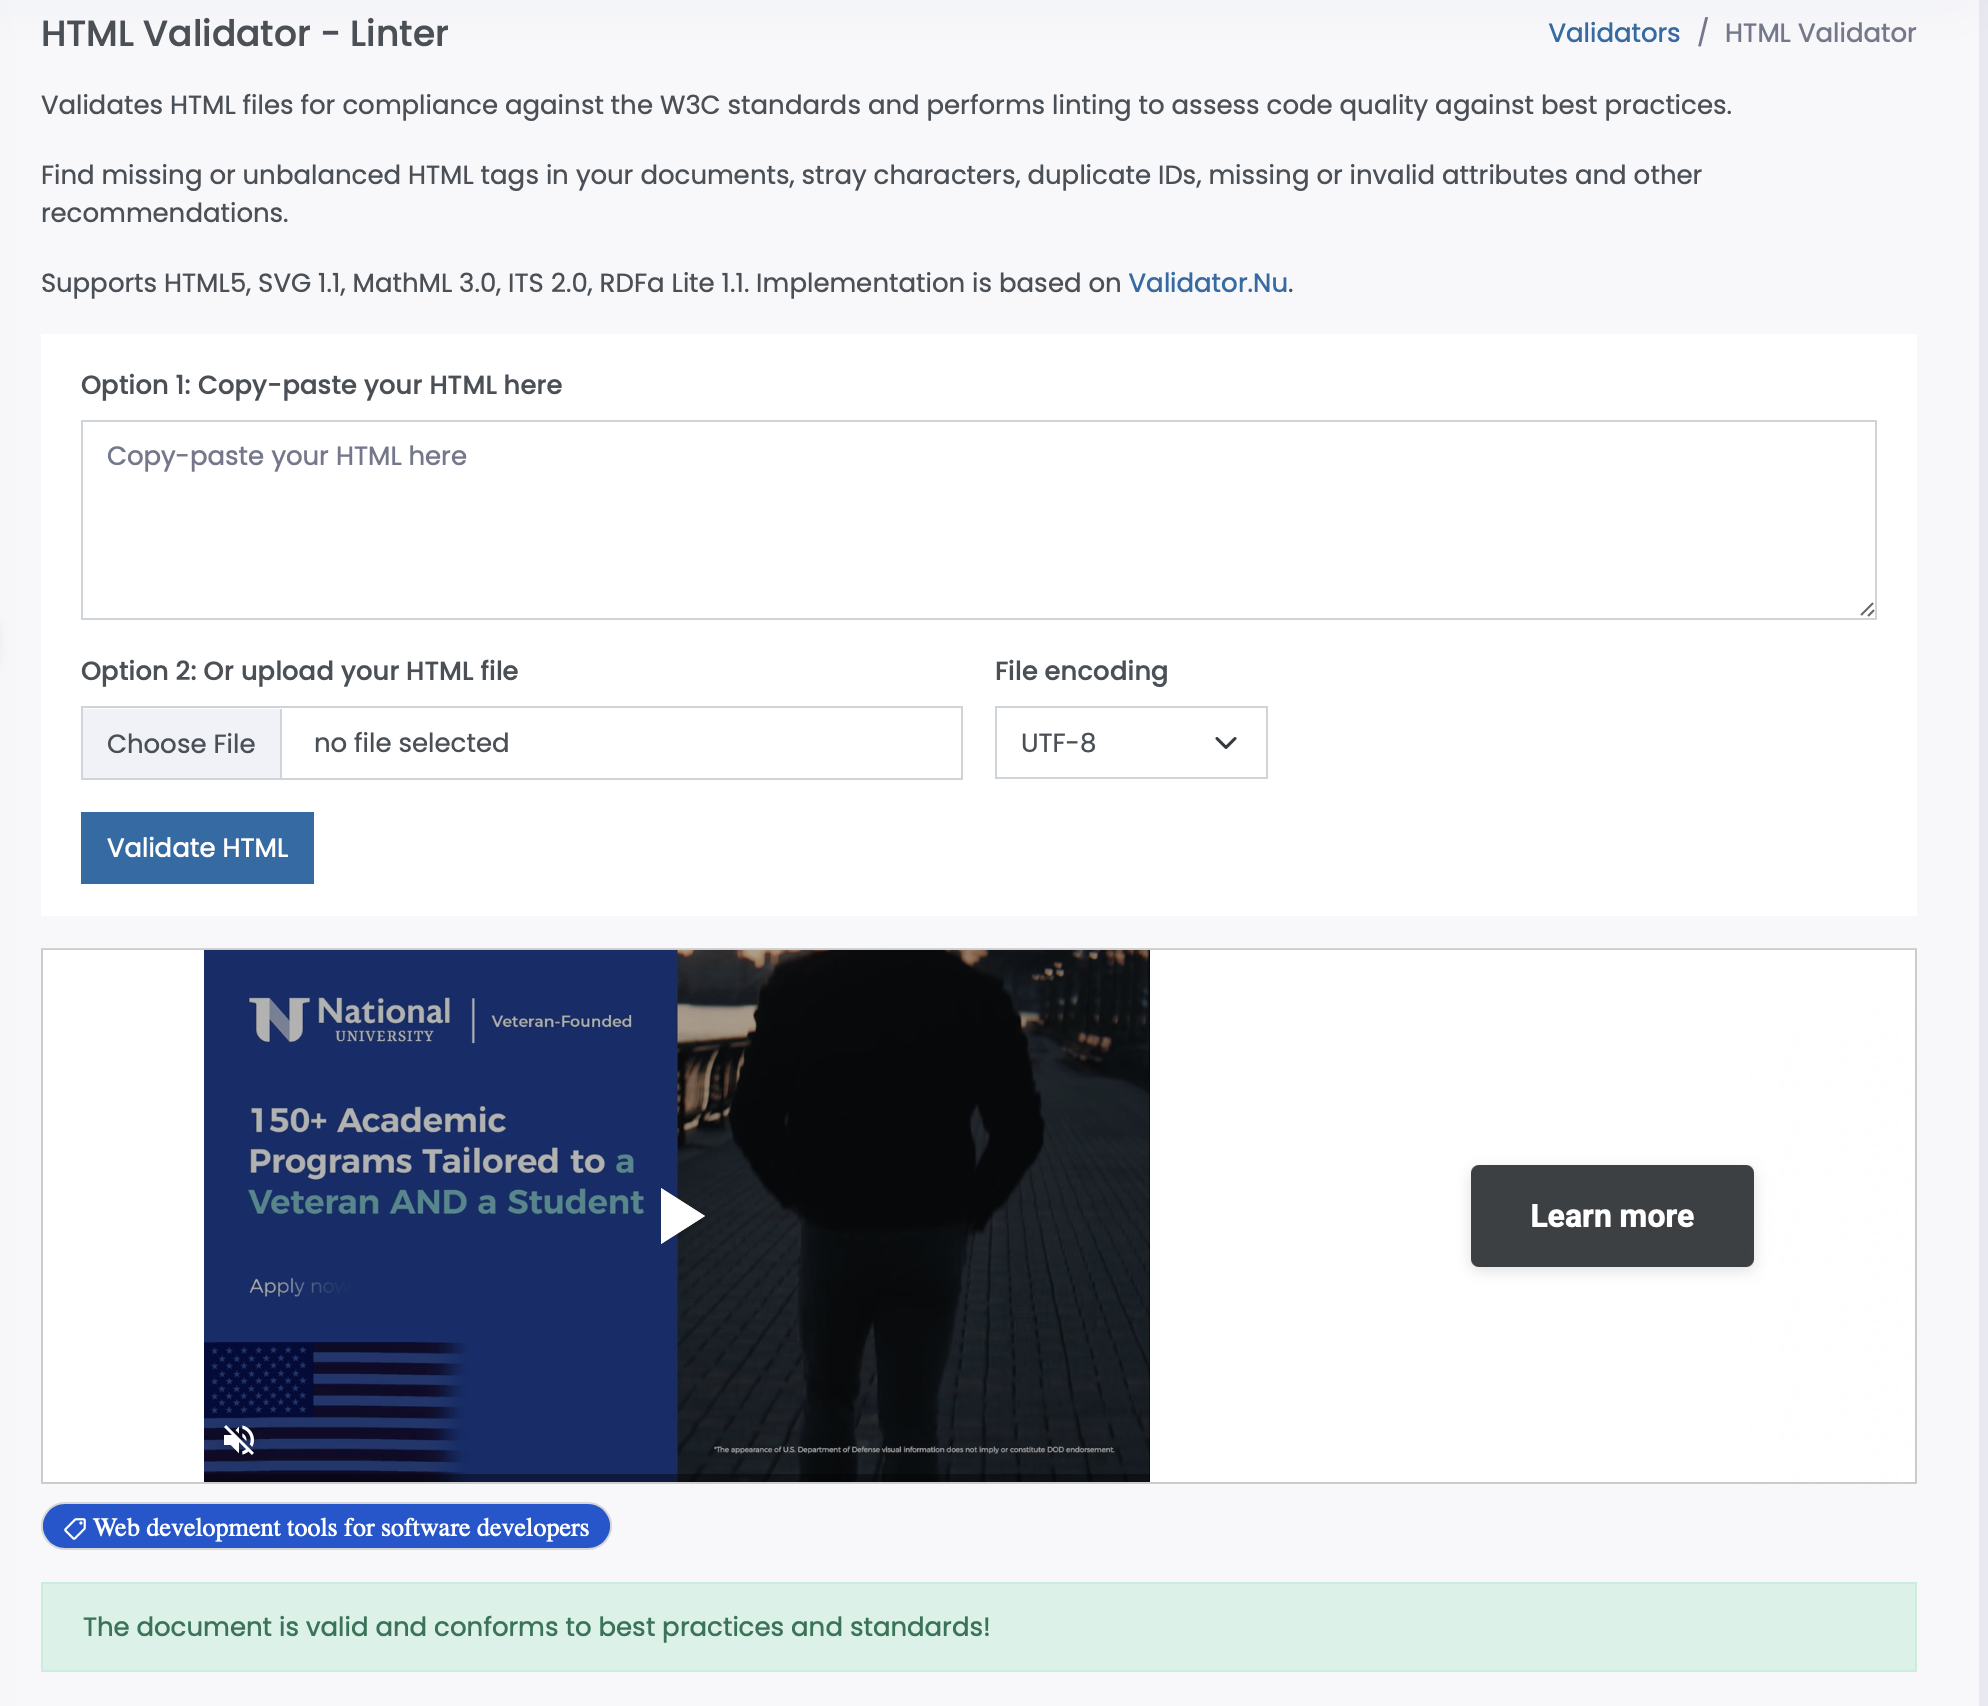 HTML Validator - Linter
Validators / HTML Validator
Validates HTML files for compliance against the W3C standards and performs linting to assess code quality against best practices.
Find missing or unbalanced HTML tags in your documents, stray characters, duplicate IDs, missing or invalid attributes and other
recommendations.
Supports HTML5, SVG 1.1, MathML 3.0, ITS 2.0, RDFa Lite 1.1. Implementation is based on Validator.Nu.
Option 1: Copy-paste your HTML here
Copy-paste your HTML here
Option 2: Or upload your HTML file
File encoding
Choose File
no file selected
UTF-8
Validate HTML
N National
UNIVERSITY
Veteran-Founded
150+ Academic
Programs Tailored to a
Veteran AND a Student
Apply now
Learn more
*The appearance of U.S. Department of Defense visual information does not imply or constitute DOD endorsement.
Web development tools for software developers
The document is valid and conforms to best practices and standards!